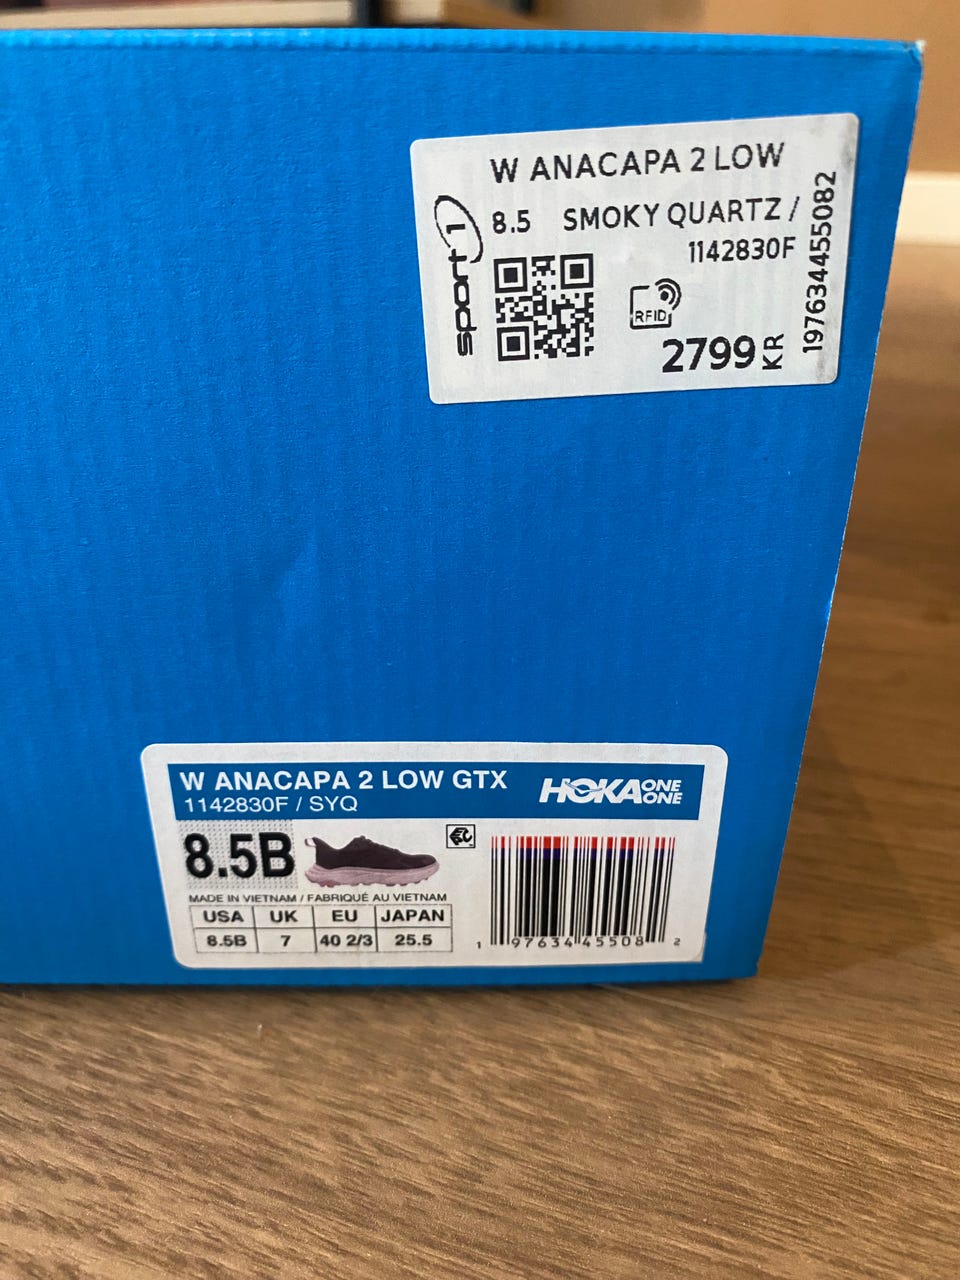 W ANACAPA 2 LOW
8.5 SMOKY QUARTZ /
1142830F
sport 1
RFID
2799 KR
197634455082
W ANACAPA 2 LOW GTX
1142830F / SYQ
HOKA ONE ONE
8.5B
MADE IN VIETNAM / FABRIQUÉ AU VIETNAM
USA UK EU JAPAN
8.5B 7 40 2/3 25.5
1 97634 45508 2